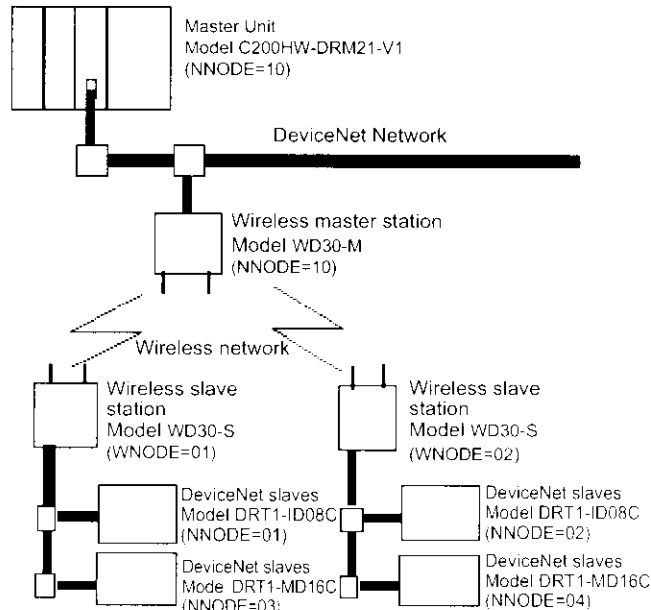 Master Unit
Model C200HW-DRM21-V1
(NNODE=10)
DeviceNet Network
Wireless master station
Model WD30-M
(NNODE=10)
Wireless network
Wireless slave
station
Model WD30-S
(WNODE=01)
Wireless slave
station
Model WD30-S
(WNODE=02)
DeviceNet slaves
Model DRT1-ID08C
(NNODE=01)
DeviceNet slaves
Model DRT1-ID08C
(NNODE=02)
DeviceNet slaves
Mode DRT1-MD16C
(NNODE=03)
DeviceNet slaves
Model DRT1-MD16C
(NNODE=04)